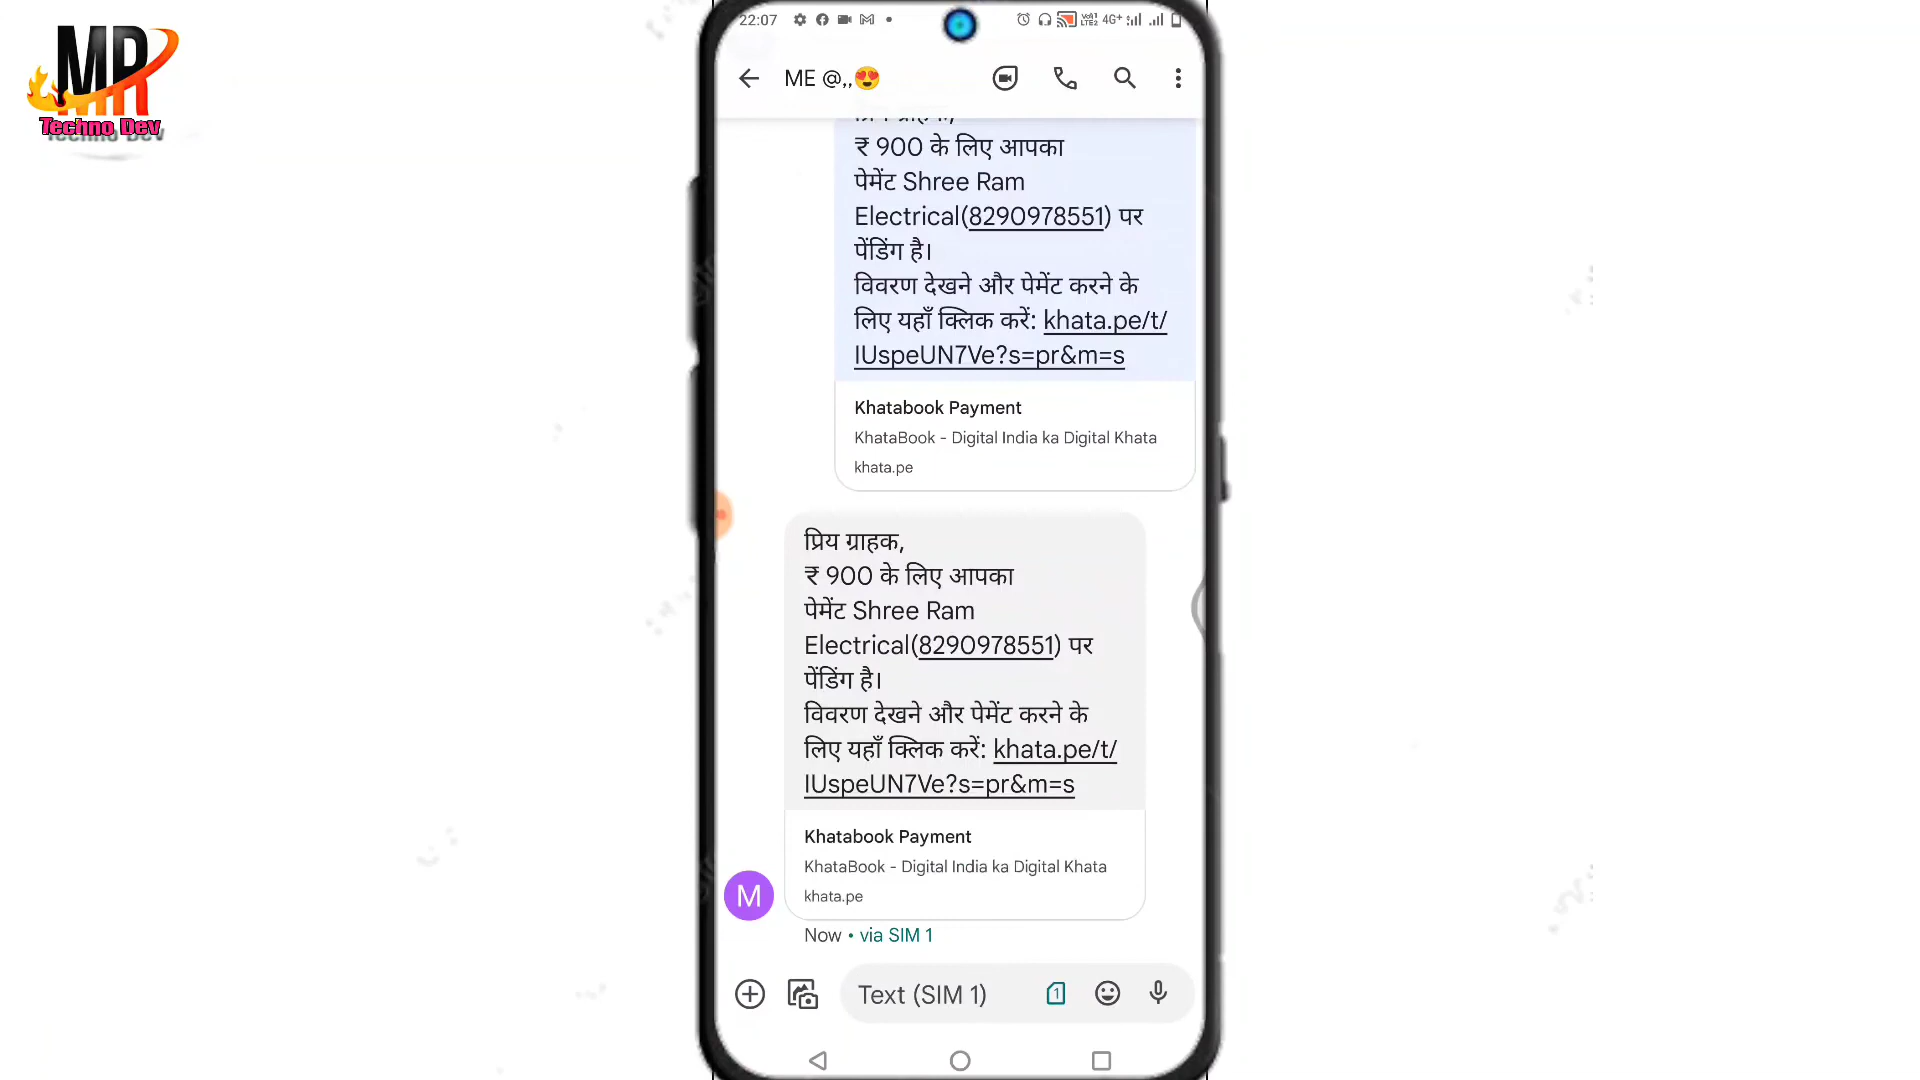 MR
Techno Dev
22:07
4G+
ME @,,😍
₹ 900 के लिए आपका
पेमेंट Shree Ram
Electrical(8290978551) पर
पेंडिंग है।
विवरण देखने और पेमेंट करने के
लिए यहाँ क्लिक करें: khata.pe/t/
IUspeUN7Ve?s=pr&m=s
Khatabook Payment
KhataBook - Digital India ka Digital Khata
khata.pe
प्रिय ग्राहक,
₹ 900 के लिए आपका
पेमेंट Shree Ram
Electrical(8290978551) पर
पेंडिंग है।
विवरण देखने और पेमेंट करने के
लिए यहाँ क्लिक करें: khata.pe/t/
IUspeUN7Ve?s=pr&m=s
Khatabook Payment
KhataBook - Digital India ka Digital Khata
khata.pe
M
Now • via SIM 1
Text (SIM 1)
1